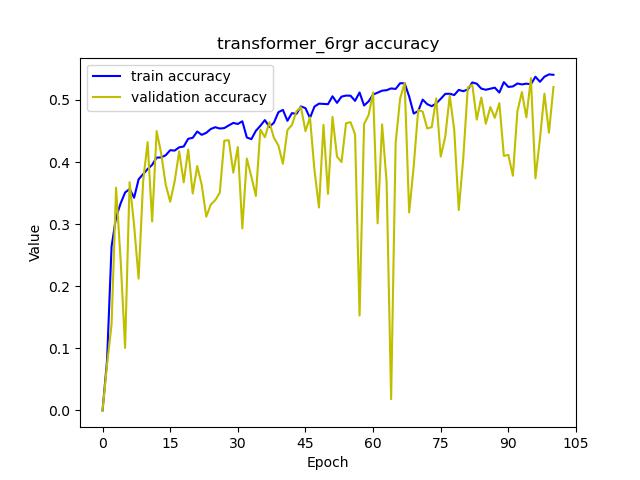 transformer_6rgr accuracy
train accuracy
validation accuracy
Value
0.5
0.4
0.3
0.2
0.1
0.0
0 15 30 45 60 75 90 105
Epoch